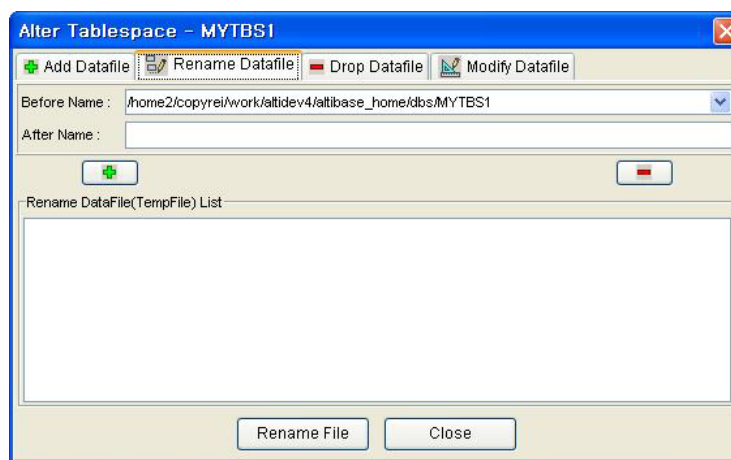 Alter Tablespace - MYTBS1
Add Datafile Rename Datafile Drop Datafile Modify Datafile
Before Name : /home2/copyrei/work/altidev4/altibase_home/dbs/MYTBS1
After Name :
Rename DataFile(TempFile) List
Rename File Close